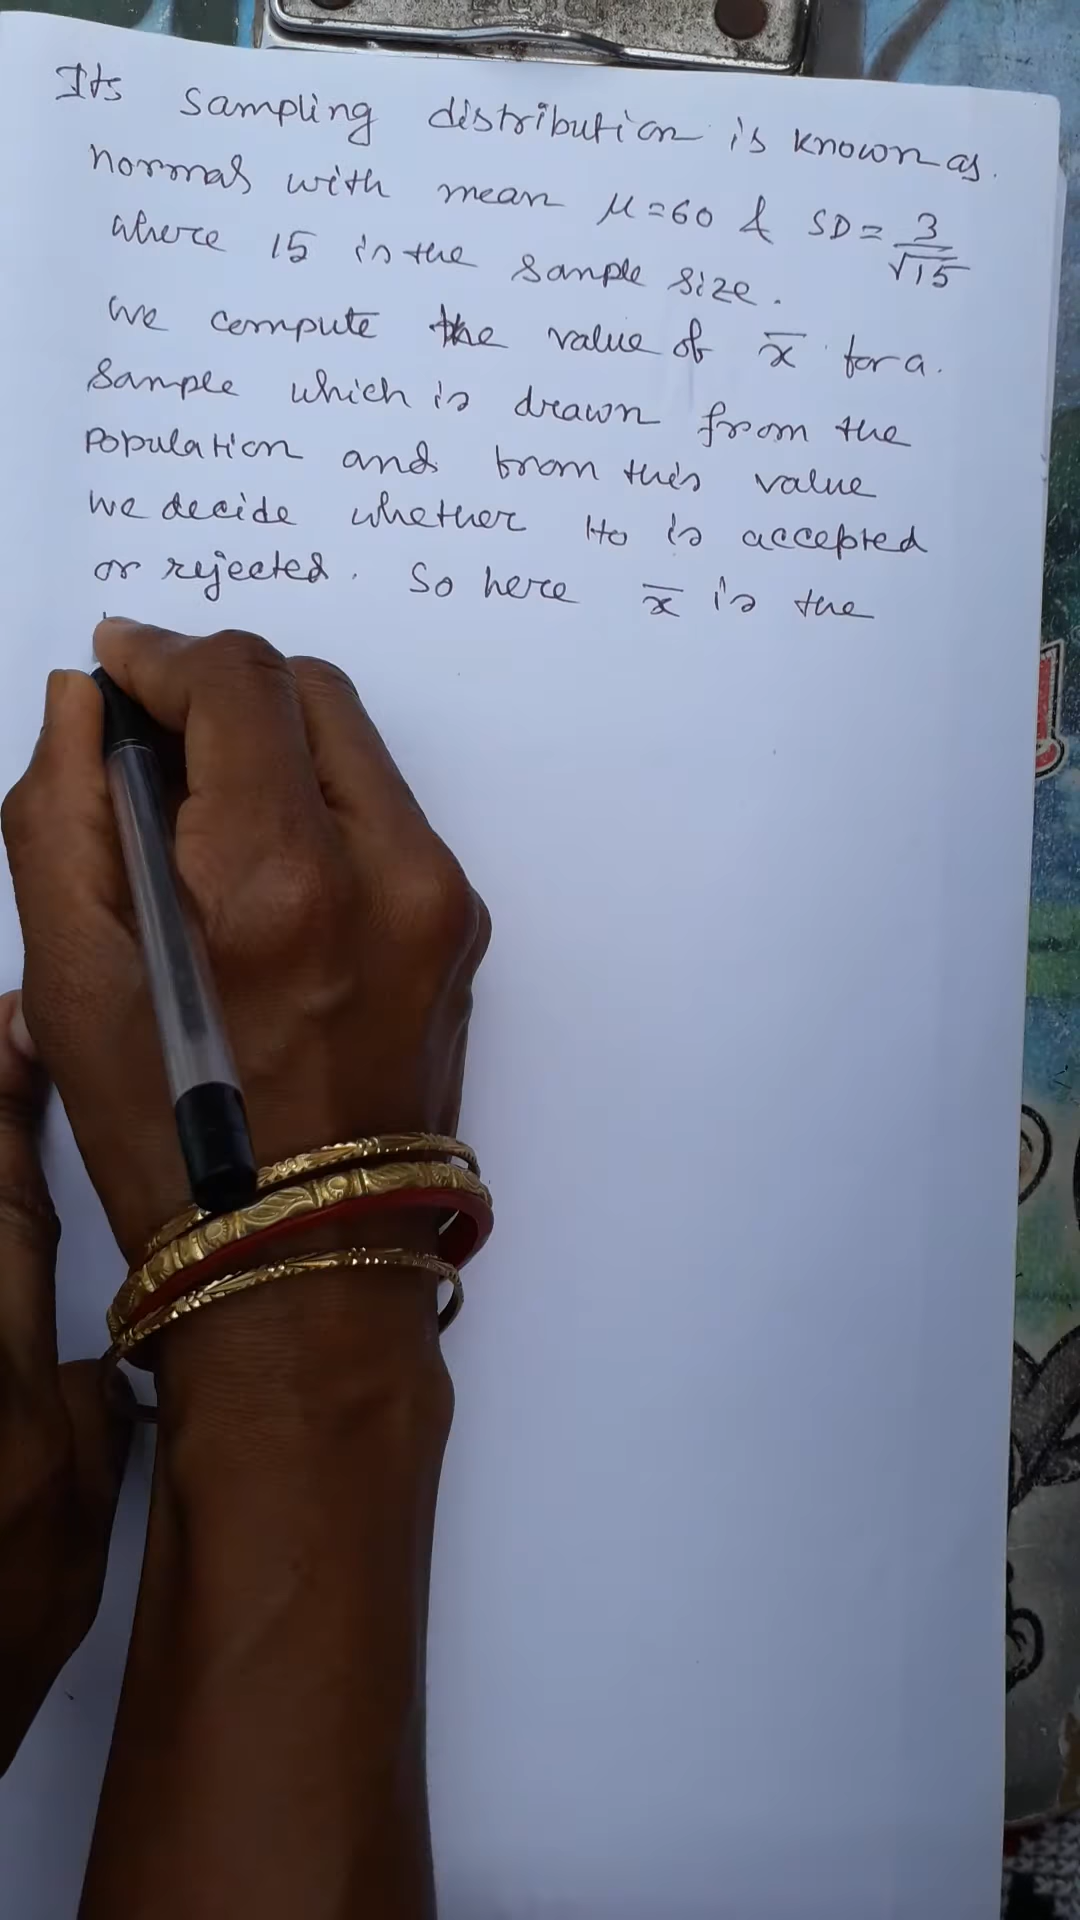 Its sampling distribution is known as.
normal with mean μ=60 & SD= 3/√15
where 15 is the sample size.
we compute the value of x̅ for a.
sample which is drawn from the
population and from this value
we decide whether H0 is accepted
or rejected. So here x̅ is the